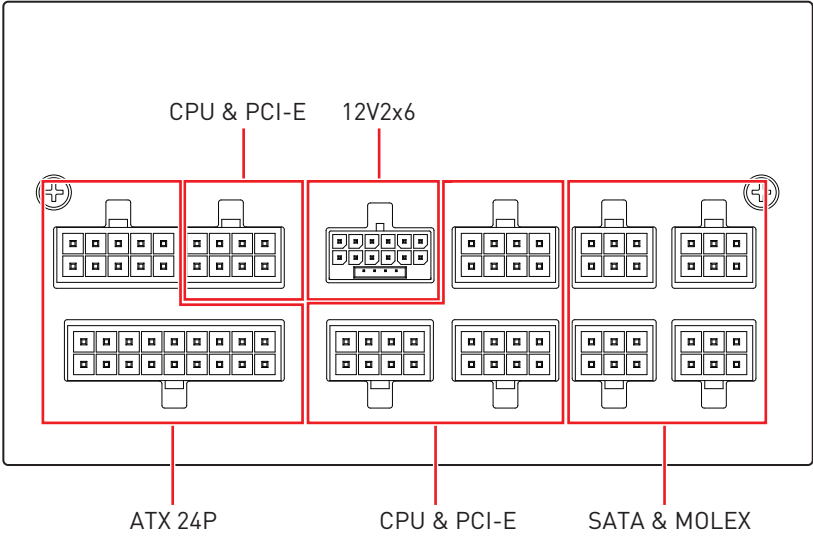 CPU & PCI-E 12V2x6
ATX 24P CPU & PCI-E SATA & MOLEX